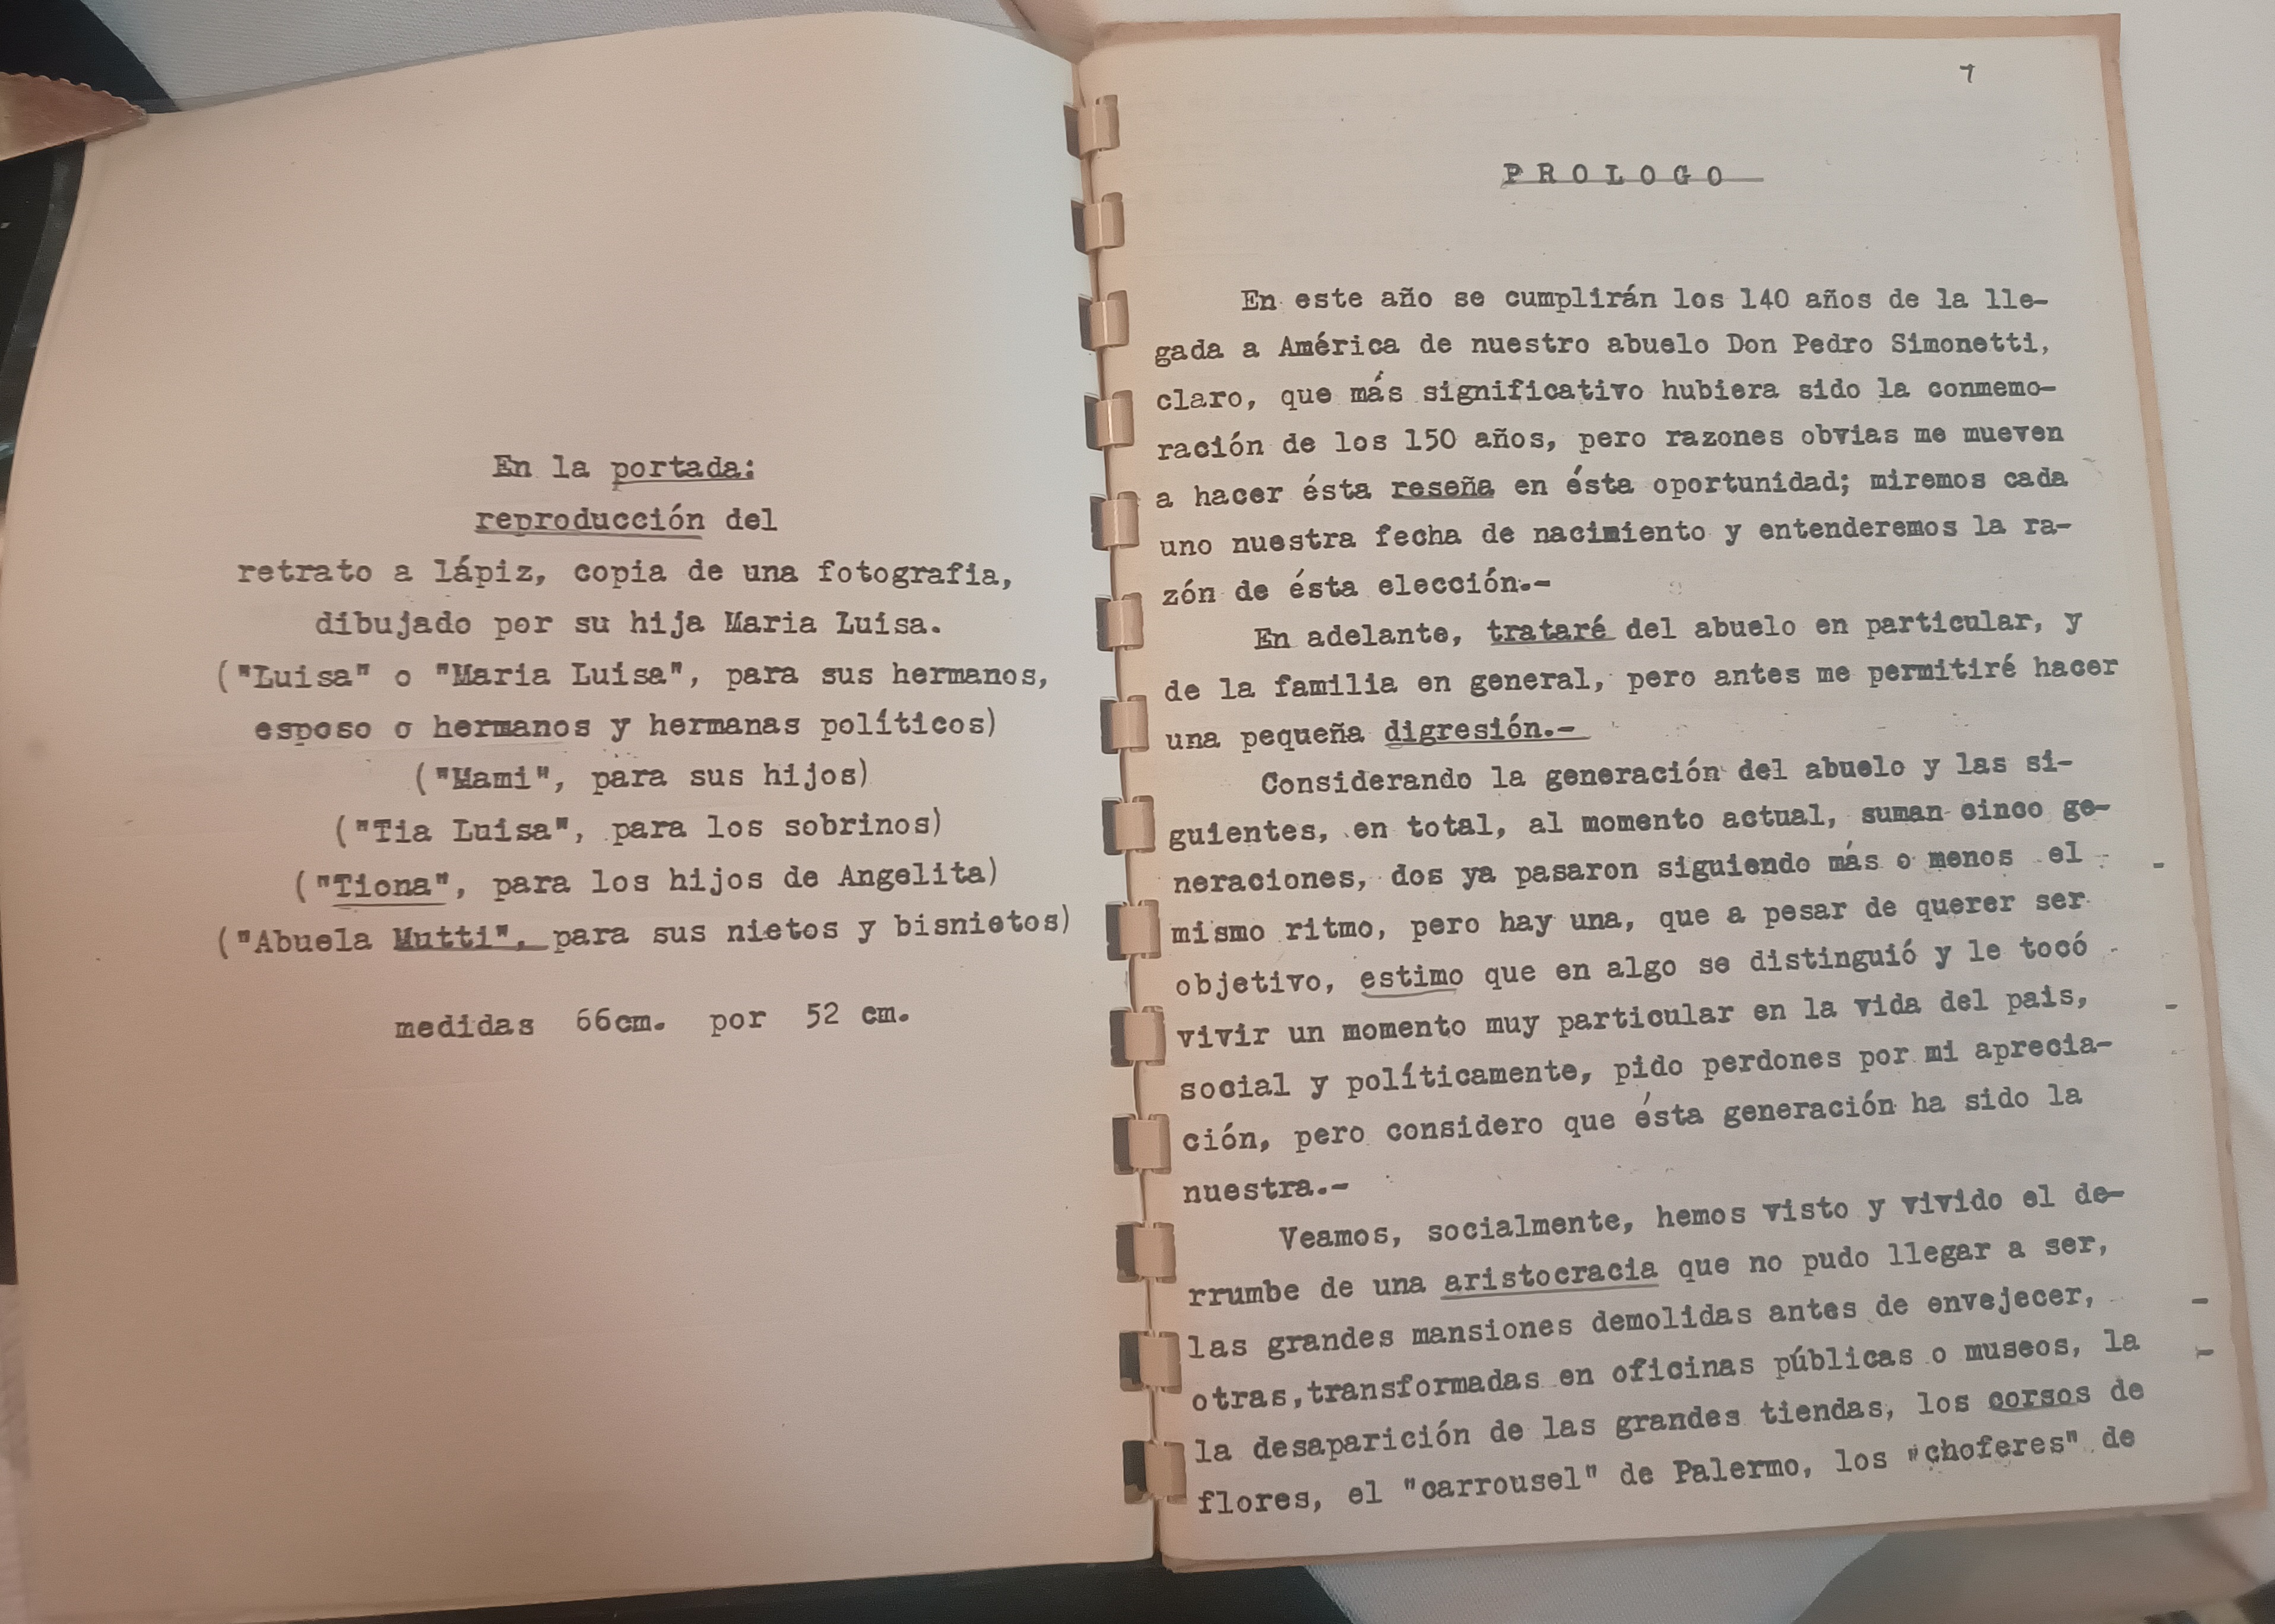 En la portada:
reproducción del
retrato a lápiz, copia de una fotografia,
dibujado por su hija Maria Luisa.
("Luisa" o "Maria Luisa", para sus hermanos,
esposo o hermanos y hermanas políticos)
("Mami", para sus hijos)
("Tia Luisa", para los sobrinos)
("Tiona", para los hijos de Angelita)
("Abuela Mutti", para sus nietos y bisnietos)
medidas 66cm. por 52 cm.
7
PROLOGO
En este año se cumplirán los 140 años de la lle-
gada a América de nuestro abuelo Don Pedro Simonetti,
claro, que más significativo hubiera sido la conmemo-
ración de los 150 años, pero razones obvias me mueven
a hacer ésta reseña en ésta oportunidad; miremos cada
uno nuestra fecha de nacimiento y entenderemos la ra-
zón de ésta elección.-
En adelante, trataré del abuelo en particular, y
de la familia en general, pero antes me permitiré hacer
una pequeña digresión.-
Considerando la generación del abuelo y las si-
guientes, en total, al momento actual, suman cinco ge-
neraciones, dos ya pasaron siguiendo más o menos el
mismo ritmo, pero hay una, que a pesar de querer ser
objetivo, estimo que en algo se distinguió y le tocó
vivir un momento muy particular en la vida del pais,
social y políticamente, pido perdones por mi aprecia-
ción, pero considero que ésta generación ha sido la
nuestra.-
Veamos, socialmente, hemos visto y vivido el de-
rrumbe de una aristocracia que no pudo llegar a ser,
las grandes mansiones demolidas antes de envejecer,
otras,transformadas en oficinas públicas o museos, la
la desaparición de las grandes tiendas, los corsos de
flores, el "carrousel" de Palermo, los "choferes" de